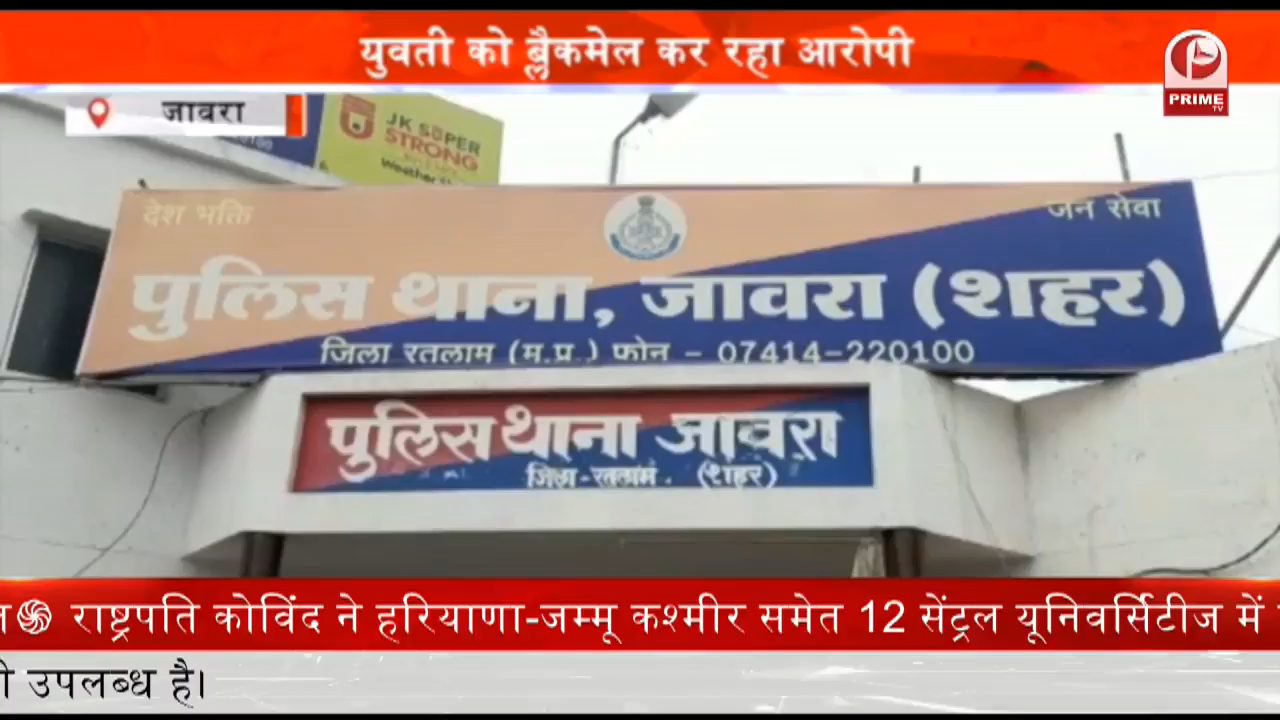 युवती को ब्लैकमेल कर रहा आरोपी
PRIME
TV
जावरा
JK SUPER
STRONG
देश भक्ति
जन सेवा
पुलिस थाना, जावरा (शहर)
जिला रतलाम (म.प्र.) फोन - 07414-220100
पुलिस थाना जावरा
जिला-रतलाम. (शहर)
राष्ट्रपति कोविंद ने हरियाणा-जम्मू कश्मीर समेत 12 सेंट्रल यूनिवर्सिटीज में
उपलब्ध है।